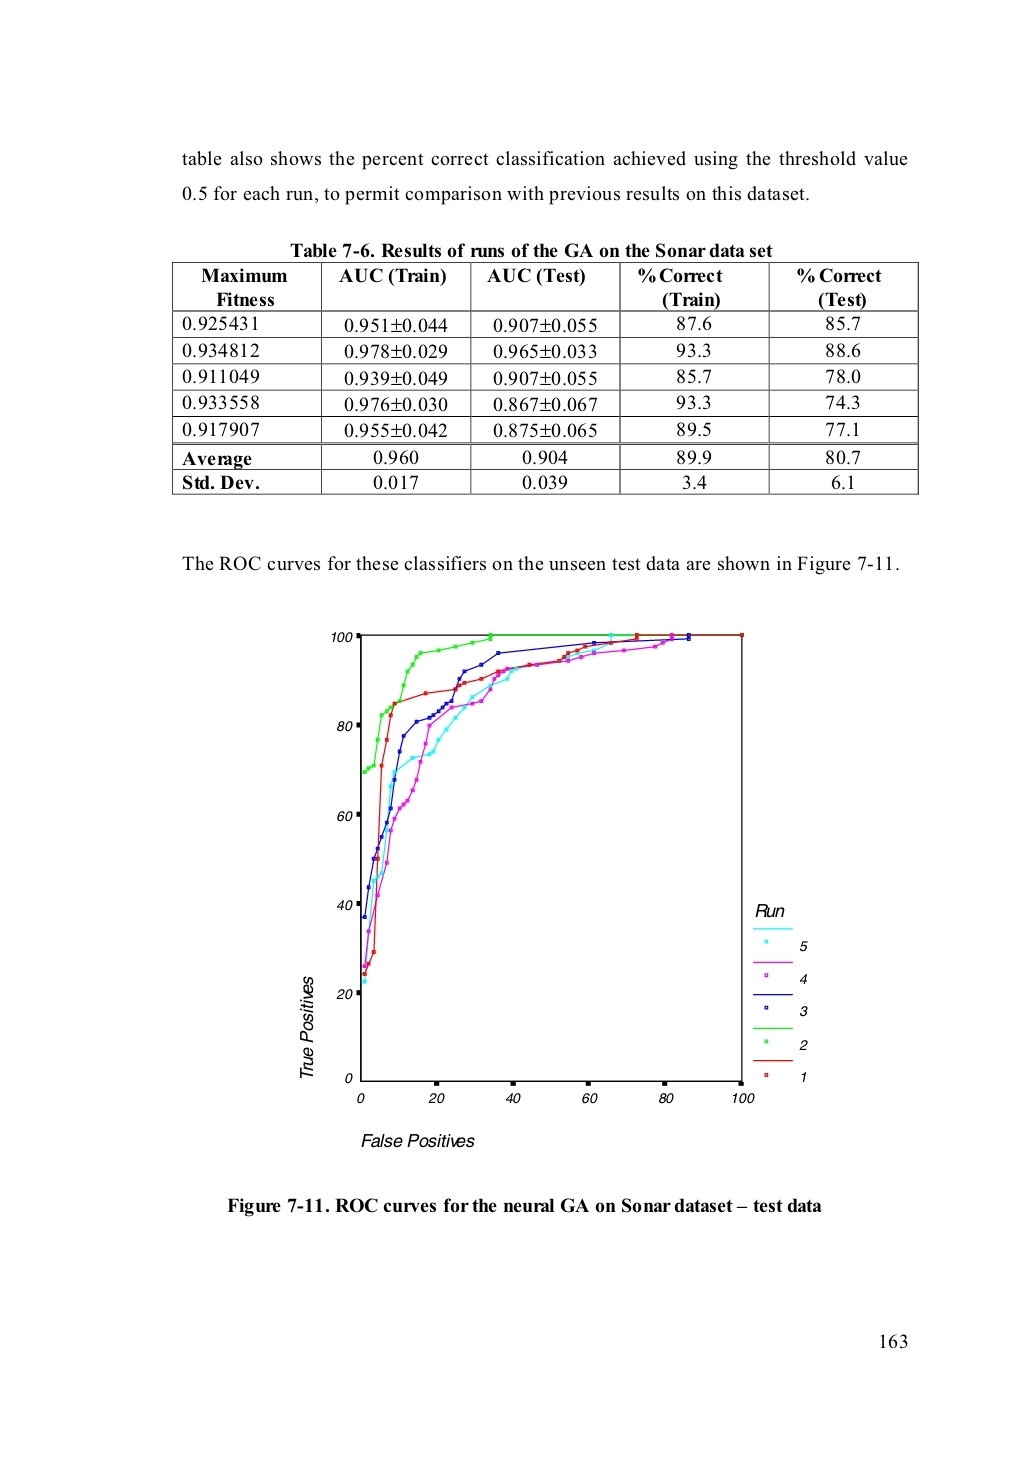 table also shows the percent correct classification achieved using the threshold value
0.5 for each run, to permit comparison with previous results on this dataset.
Table 7-6. Results of runs of the GA on the Sonar data set
Maximum Fitness AUC (Train) AUC (Test) % Correct (Train) % Correct (Test)
0.925431 0.951±0.044 0.907±0.055 87.6 85.7
0.934812 0.978±0.029 0.965±0.033 93.3 88.6
0.911049 0.939±0.049 0.907±0.055 85.7 78.0
0.933558 0.976±0.030 0.867±0.067 93.3 74.3
0.917907 0.955±0.042 0.875±0.065 89.5 77.1
Average 0.960 0.904 89.9 80.7
Std. Dev. 0.017 0.039 3.4 6.1
The ROC curves for these classifiers on the unseen test data are shown in Figure 7-11.
100
80
60
40
20
0
True Positives
0 20 40 60 80 100
False Positives
Run
5
4
3
2
1
Figure 7-11. ROC curves for the neural GA on Sonar dataset – test data
163